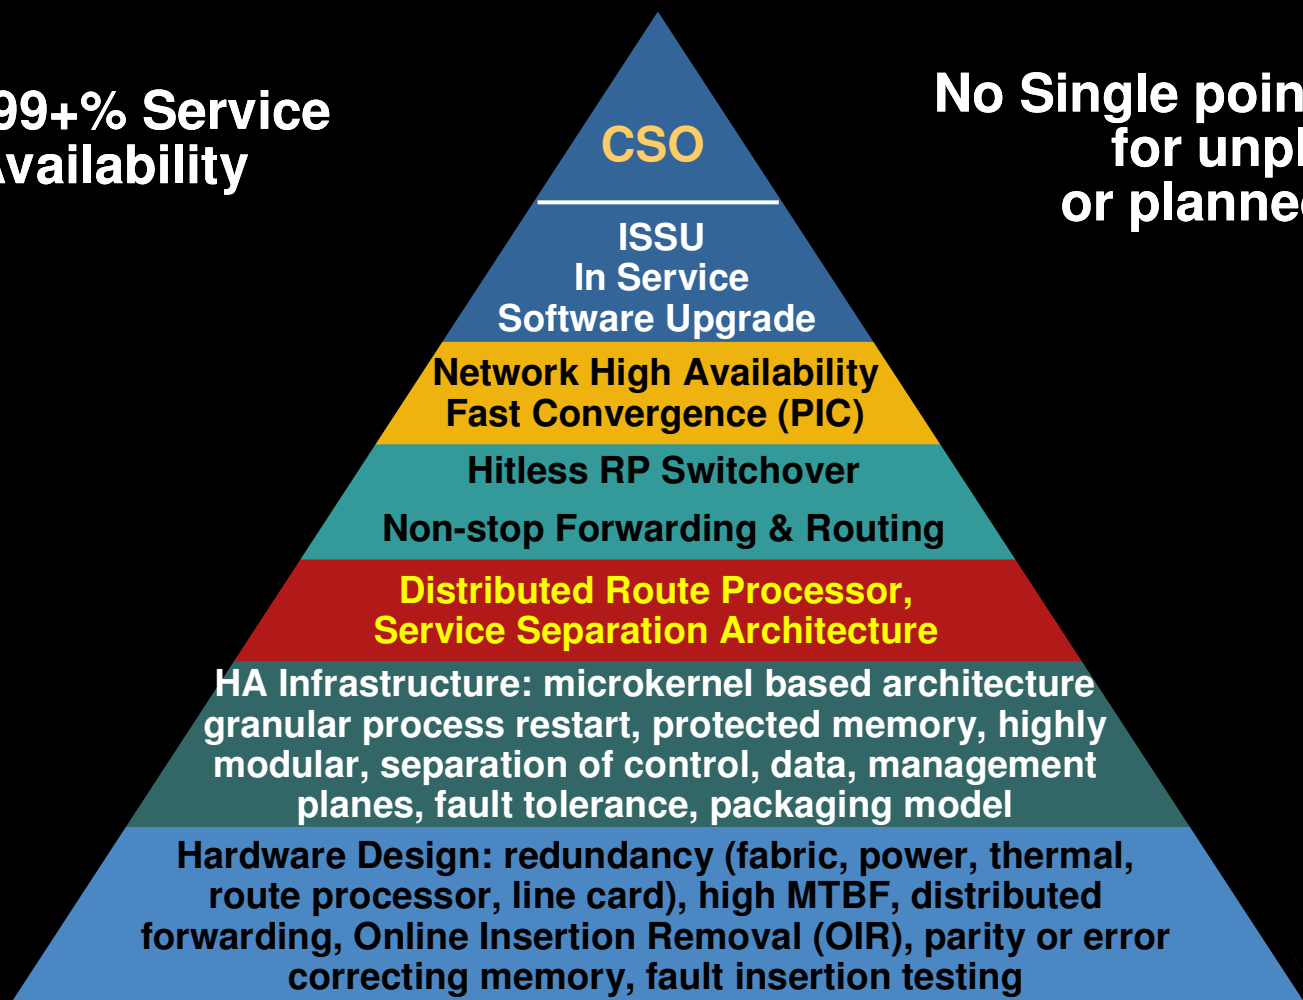 99+% Service
Availability
No Single poin
for unpl
or planne
CSO
ISSU
In Service
Software Upgrade
Network High Availability
Fast Convergence (PIC)
Hitless RP Switchover
Non-stop Forwarding & Routing
Distributed Route Processor,
Service Separation Architecture
HA Infrastructure: microkernel based architecture
granular process restart, protected memory, highly
modular, separation of control, data, management
planes, fault tolerance, packaging model
Hardware Design: redundancy (fabric, power, thermal,
route processor, line card), high MTBF, distributed
forwarding, Online Insertion Removal (OIR), parity or error
correcting memory, fault insertion testing